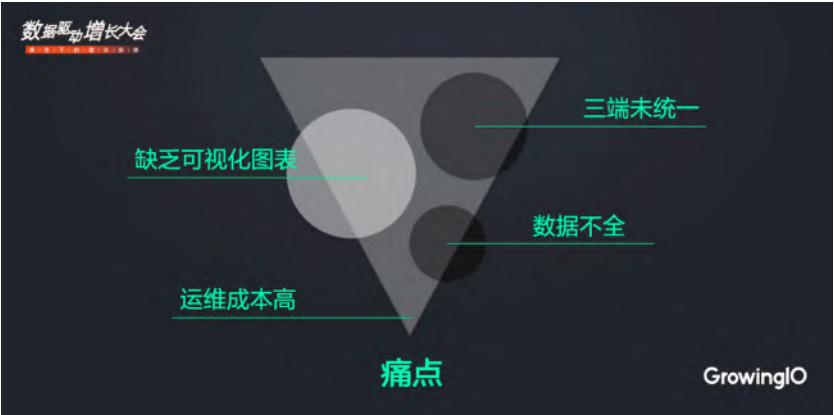 数据驱动增长大会
三端未统一
缺乏可视化图表
数据不全
运维成本高
痛点
GrowingIO